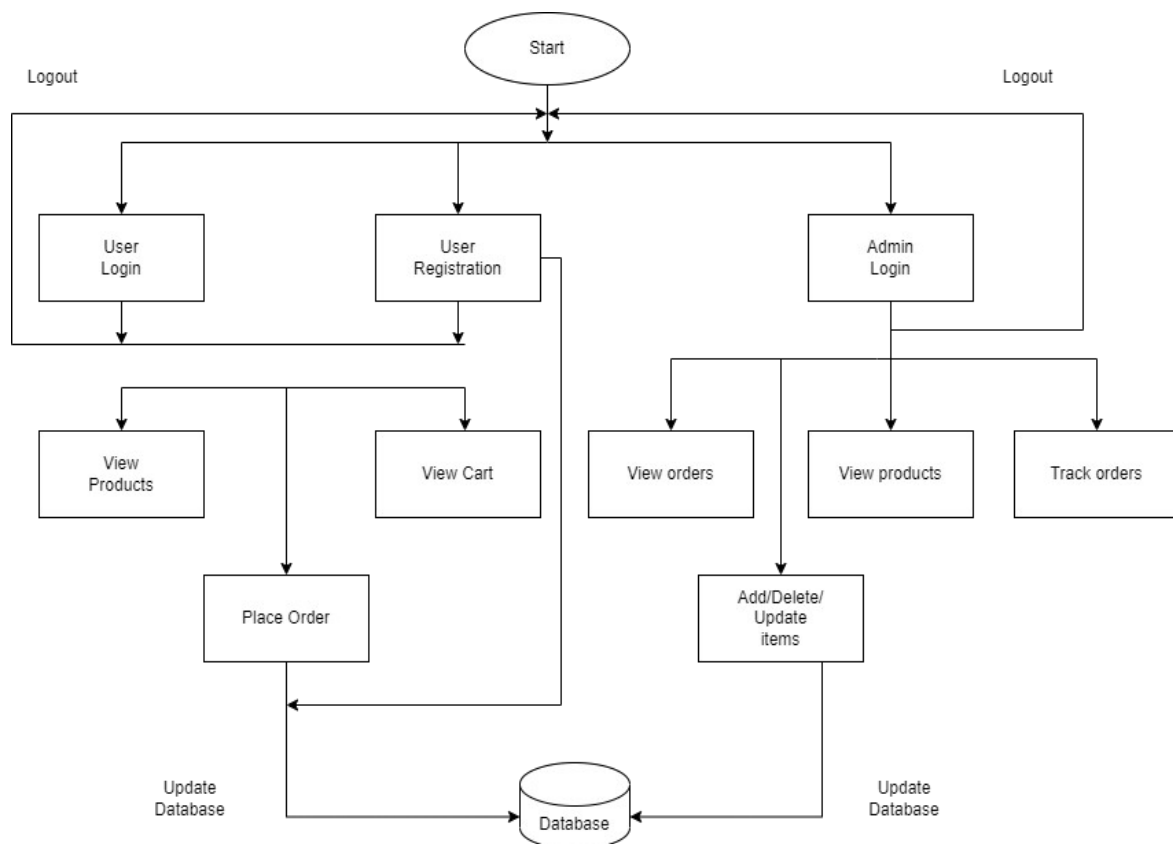 Start
Logout
Logout
User
Login
User
Registration
Admin
Login
View
Products
View Cart
View orders
View products
Track orders
Place Order
Add/Delete/
Update
items
Update
Database
Database
Update
Database